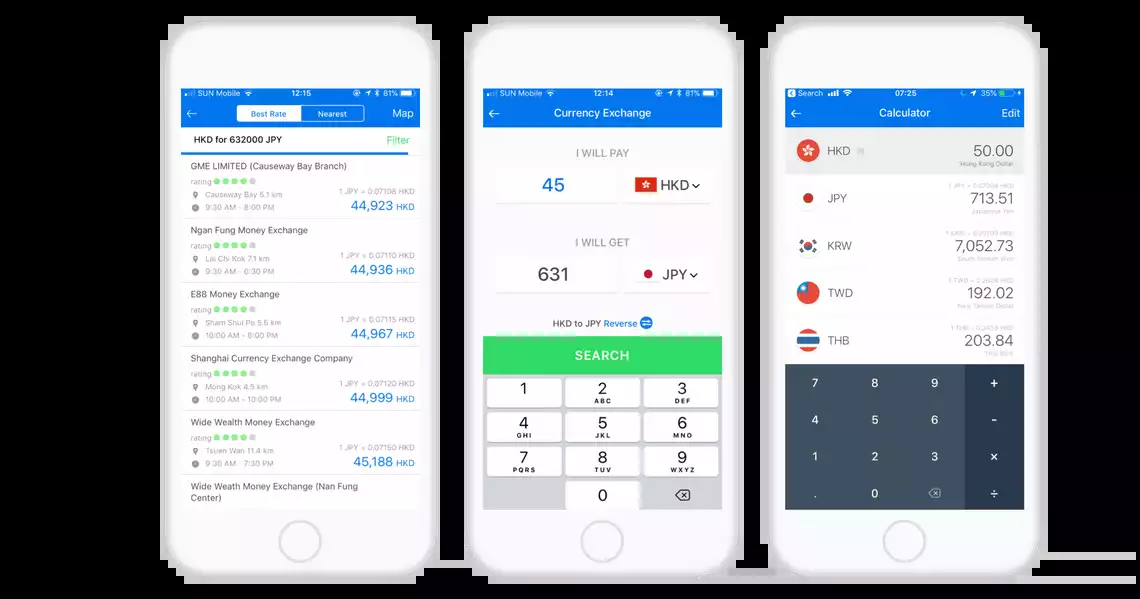 SUN Mobile 12:15 81%
Best Rate Nearest Map
HKD for 632000 JPY Filter
GME LIMITED (Causeway Bay Branch)
rating
Causeway Bay 5.1 km 1 JPY = 0.07108 HKD
9:30 AM - 8:00 PM 44,923 HKD
Ngan Fung Money Exchange
rating
Lai Chi Kok 7.1 km 1 JPY = 0.07110 HKD
9:30 AM - 6:30 PM 44,936 HKD
E88 Money Exchange
rating
Sham Shui Po 5.5 km 1 JPY = 0.07115 HKD
10:00 AM - 6:00 PM 44,967 HKD
Shanghai Currency Exchange Company
rating
Mong Kok 4.5 km 1 JPY = 0.07120 HKD
10:00 AM - 10:00 PM 44,999 HKD
Wide Wealth Money Exchange
rating
Tsuen Wan 11.4 km 1 JPY = 0.07150 HKD
9:30 AM - 7:30 PM 45,188 HKD
Wide Weath Money Exchange (Nan Fung
Center)
SUN Mobile 12:14 81%
Currency Exchange
I WILL PAY
45 HKD
I WILL GET
631 JPY
HKD to JPY Reverse
SEARCH
1 2 3
ABC DEF
4 5 6
GHI JKL MNO
7 8 9
PQRS TUV WXYZ
0
Search 07:25 35%
Calculator Edit
HKD 50.00
Hong Kong Dollar
1 JPY = 0.07008 HKD
JPY 713.51
Japanese Yen
KRW 7,052.73
South Korean Won
TWD 192.02
New Taiwan Dollar
THB 203.84
Thai Baht
7 8 9 +
4 5 6 -
1 2 3 ×
. 0 ÷